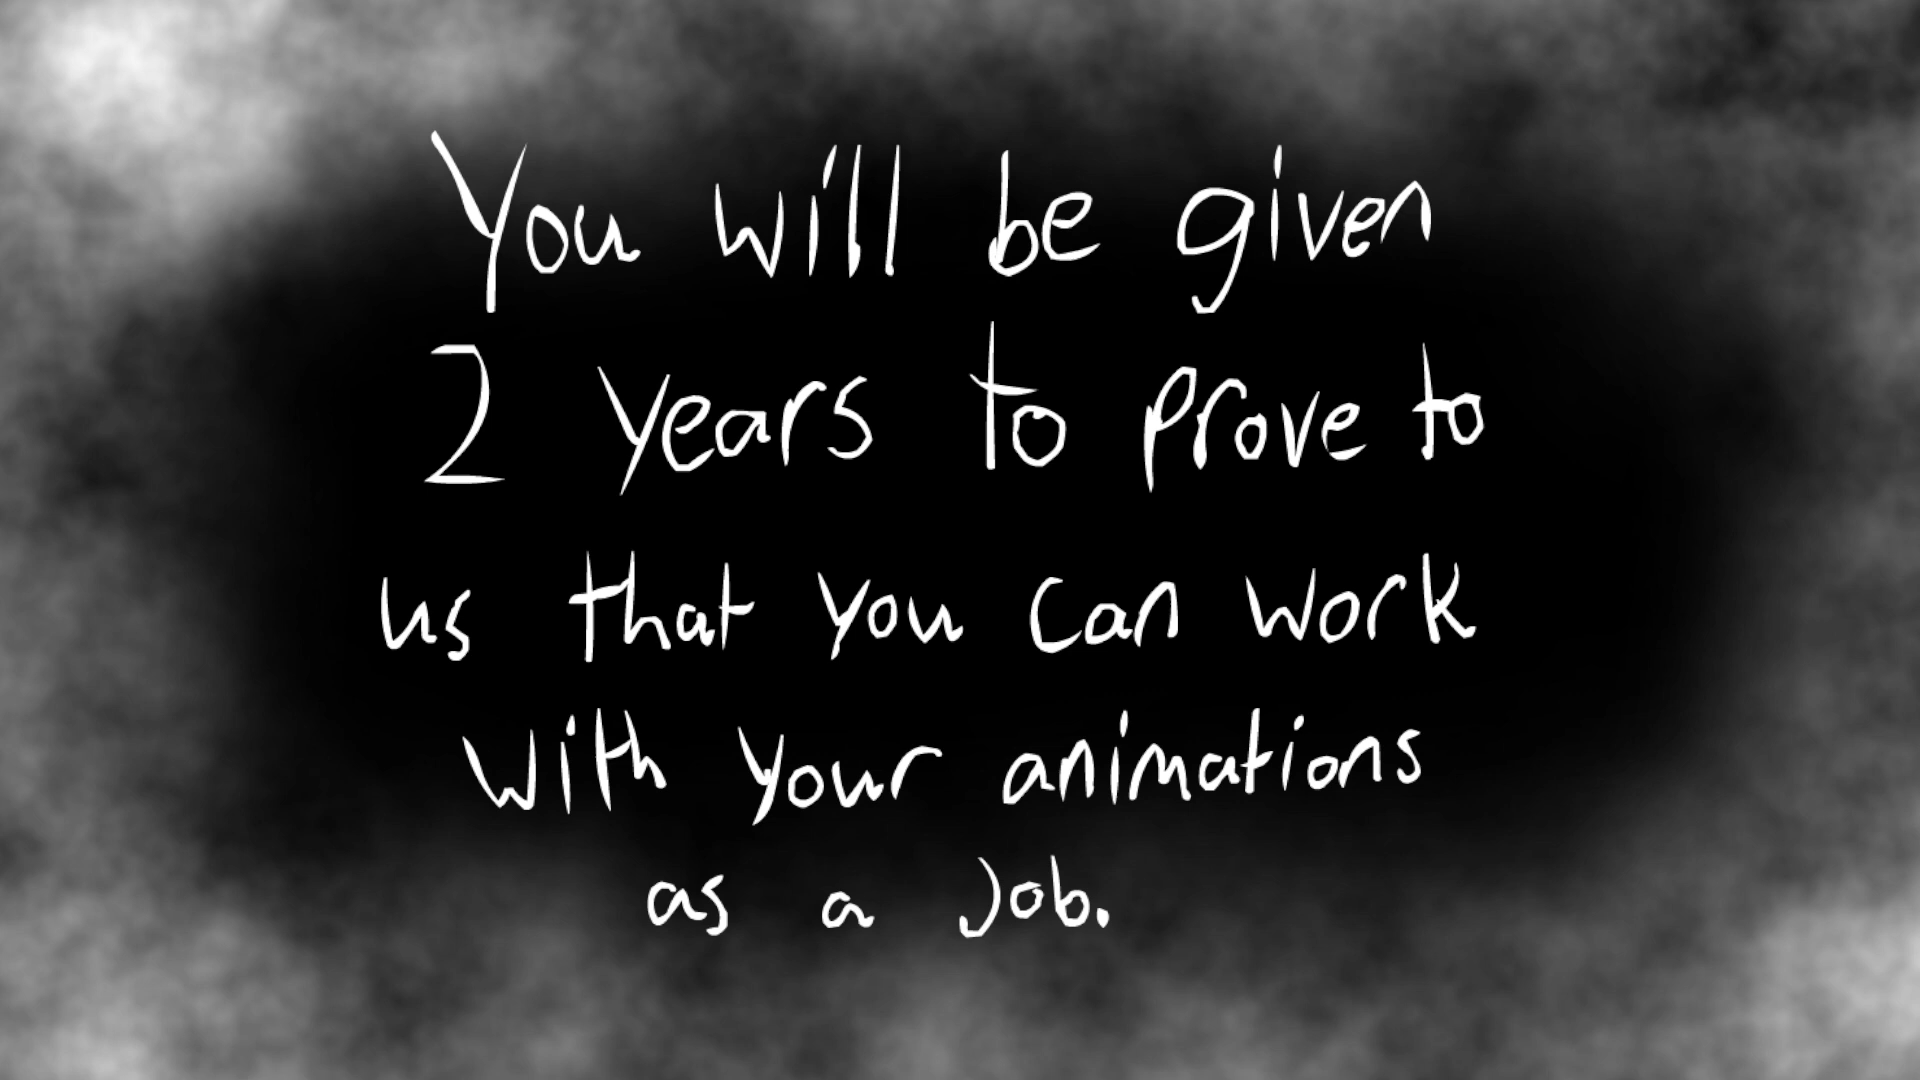 You will be given
2 years to prove to
us that you can work
with your animations
as a Job.